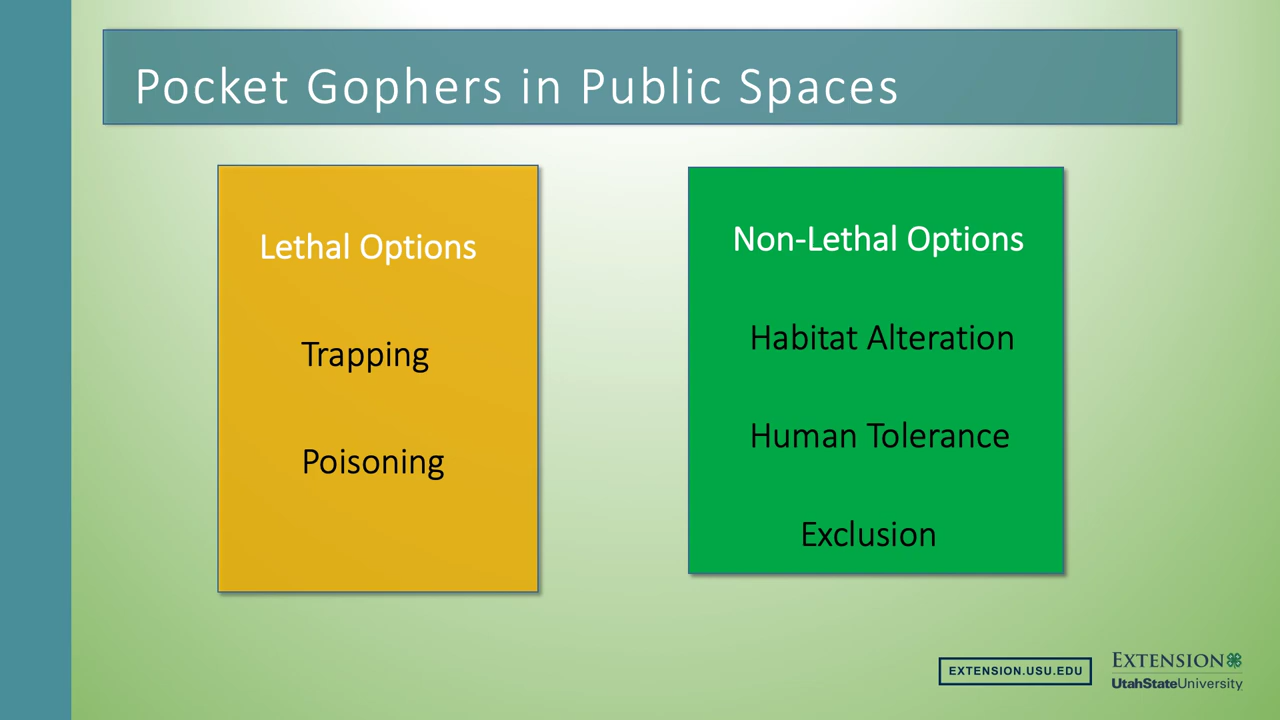 Pocket Gophers in Public Spaces
Lethal Options
Trapping
Poisoning
Non-Lethal Options
Habitat Alteration
Human Tolerance
Exclusion
EXTENSION.USU.EDU
EXTENSION
UtahStateUniversity